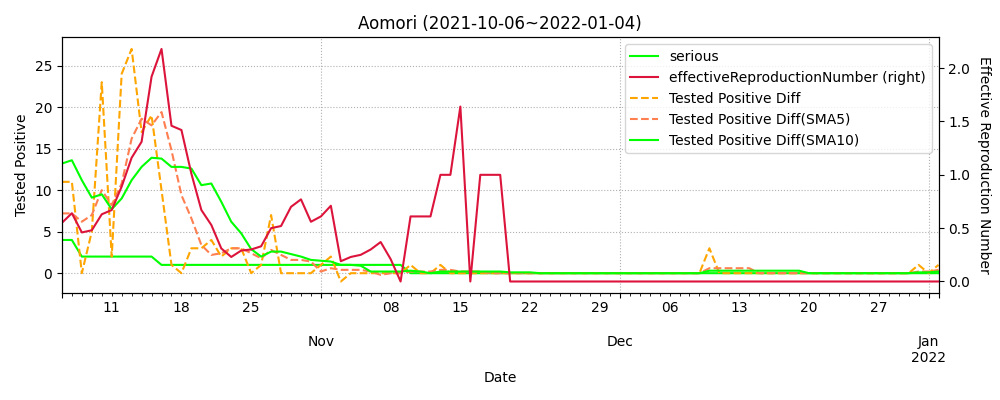 Aomori (2021-10-06~2022-01-04)
serious
effectiveReproductionNumber (right)
Tested Positive Diff
Tested Positive Diff(SMA5)
Tested Positive Diff(SMA10)
Tested Positive
25
20
15
10
5
0
Effective Reproduction Number
2.0
1.5
1.0
0.5
0.0
11 18 25 08 15 22 29 06 13 20 27
Nov Dec Jan
2022
Date